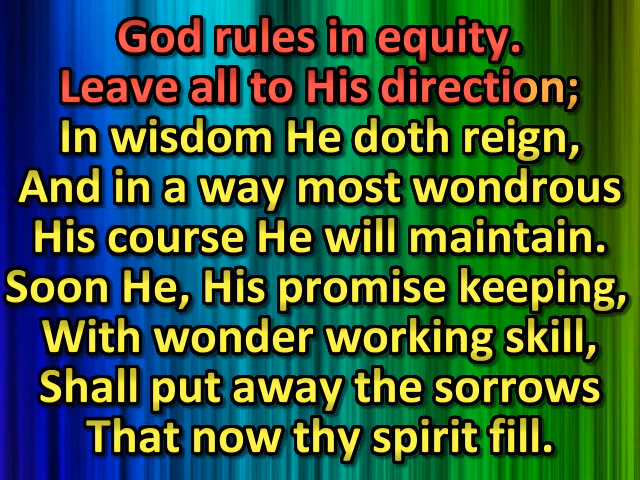 God rules in equity.
Leave all to His direction;
In wisdom He doth reign,
And in a way most wondrous
His course He will maintain.
Soon He, His promise keeping,
With wonder working skill,
Shall put away the sorrows
That now thy spirit fill.